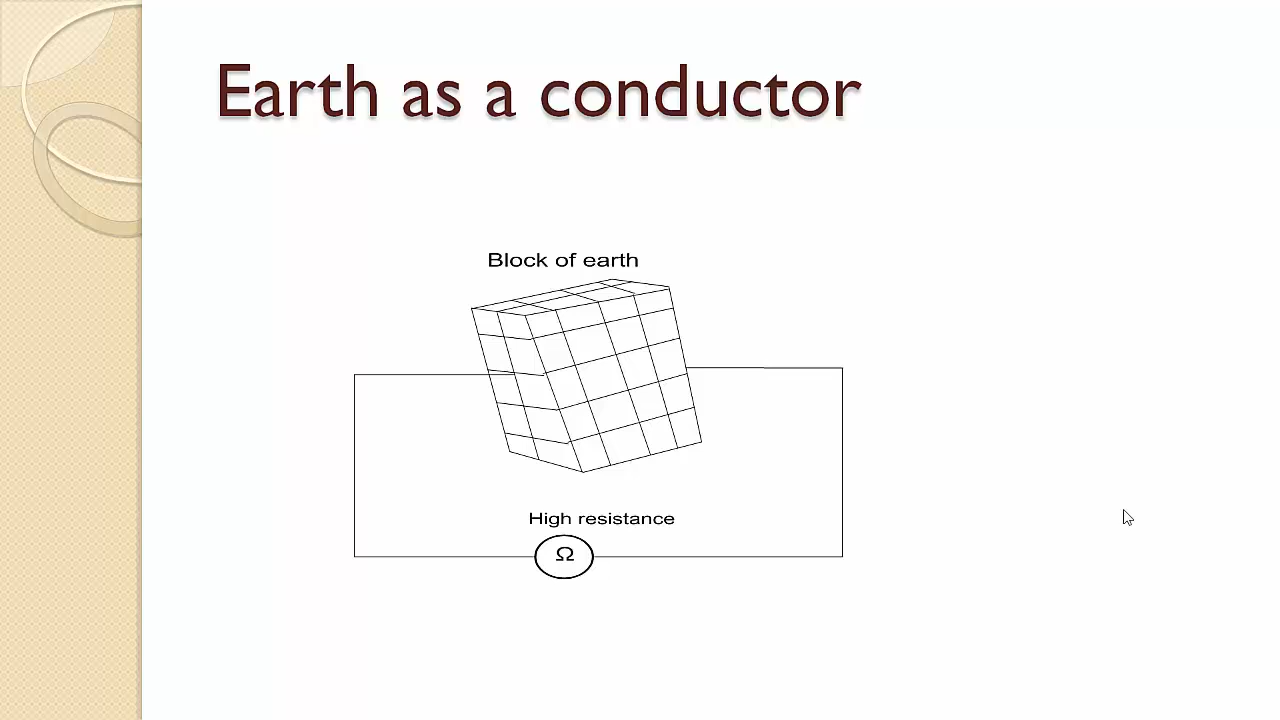 Earth as a conductor
Block of earth
High resistance
Ω